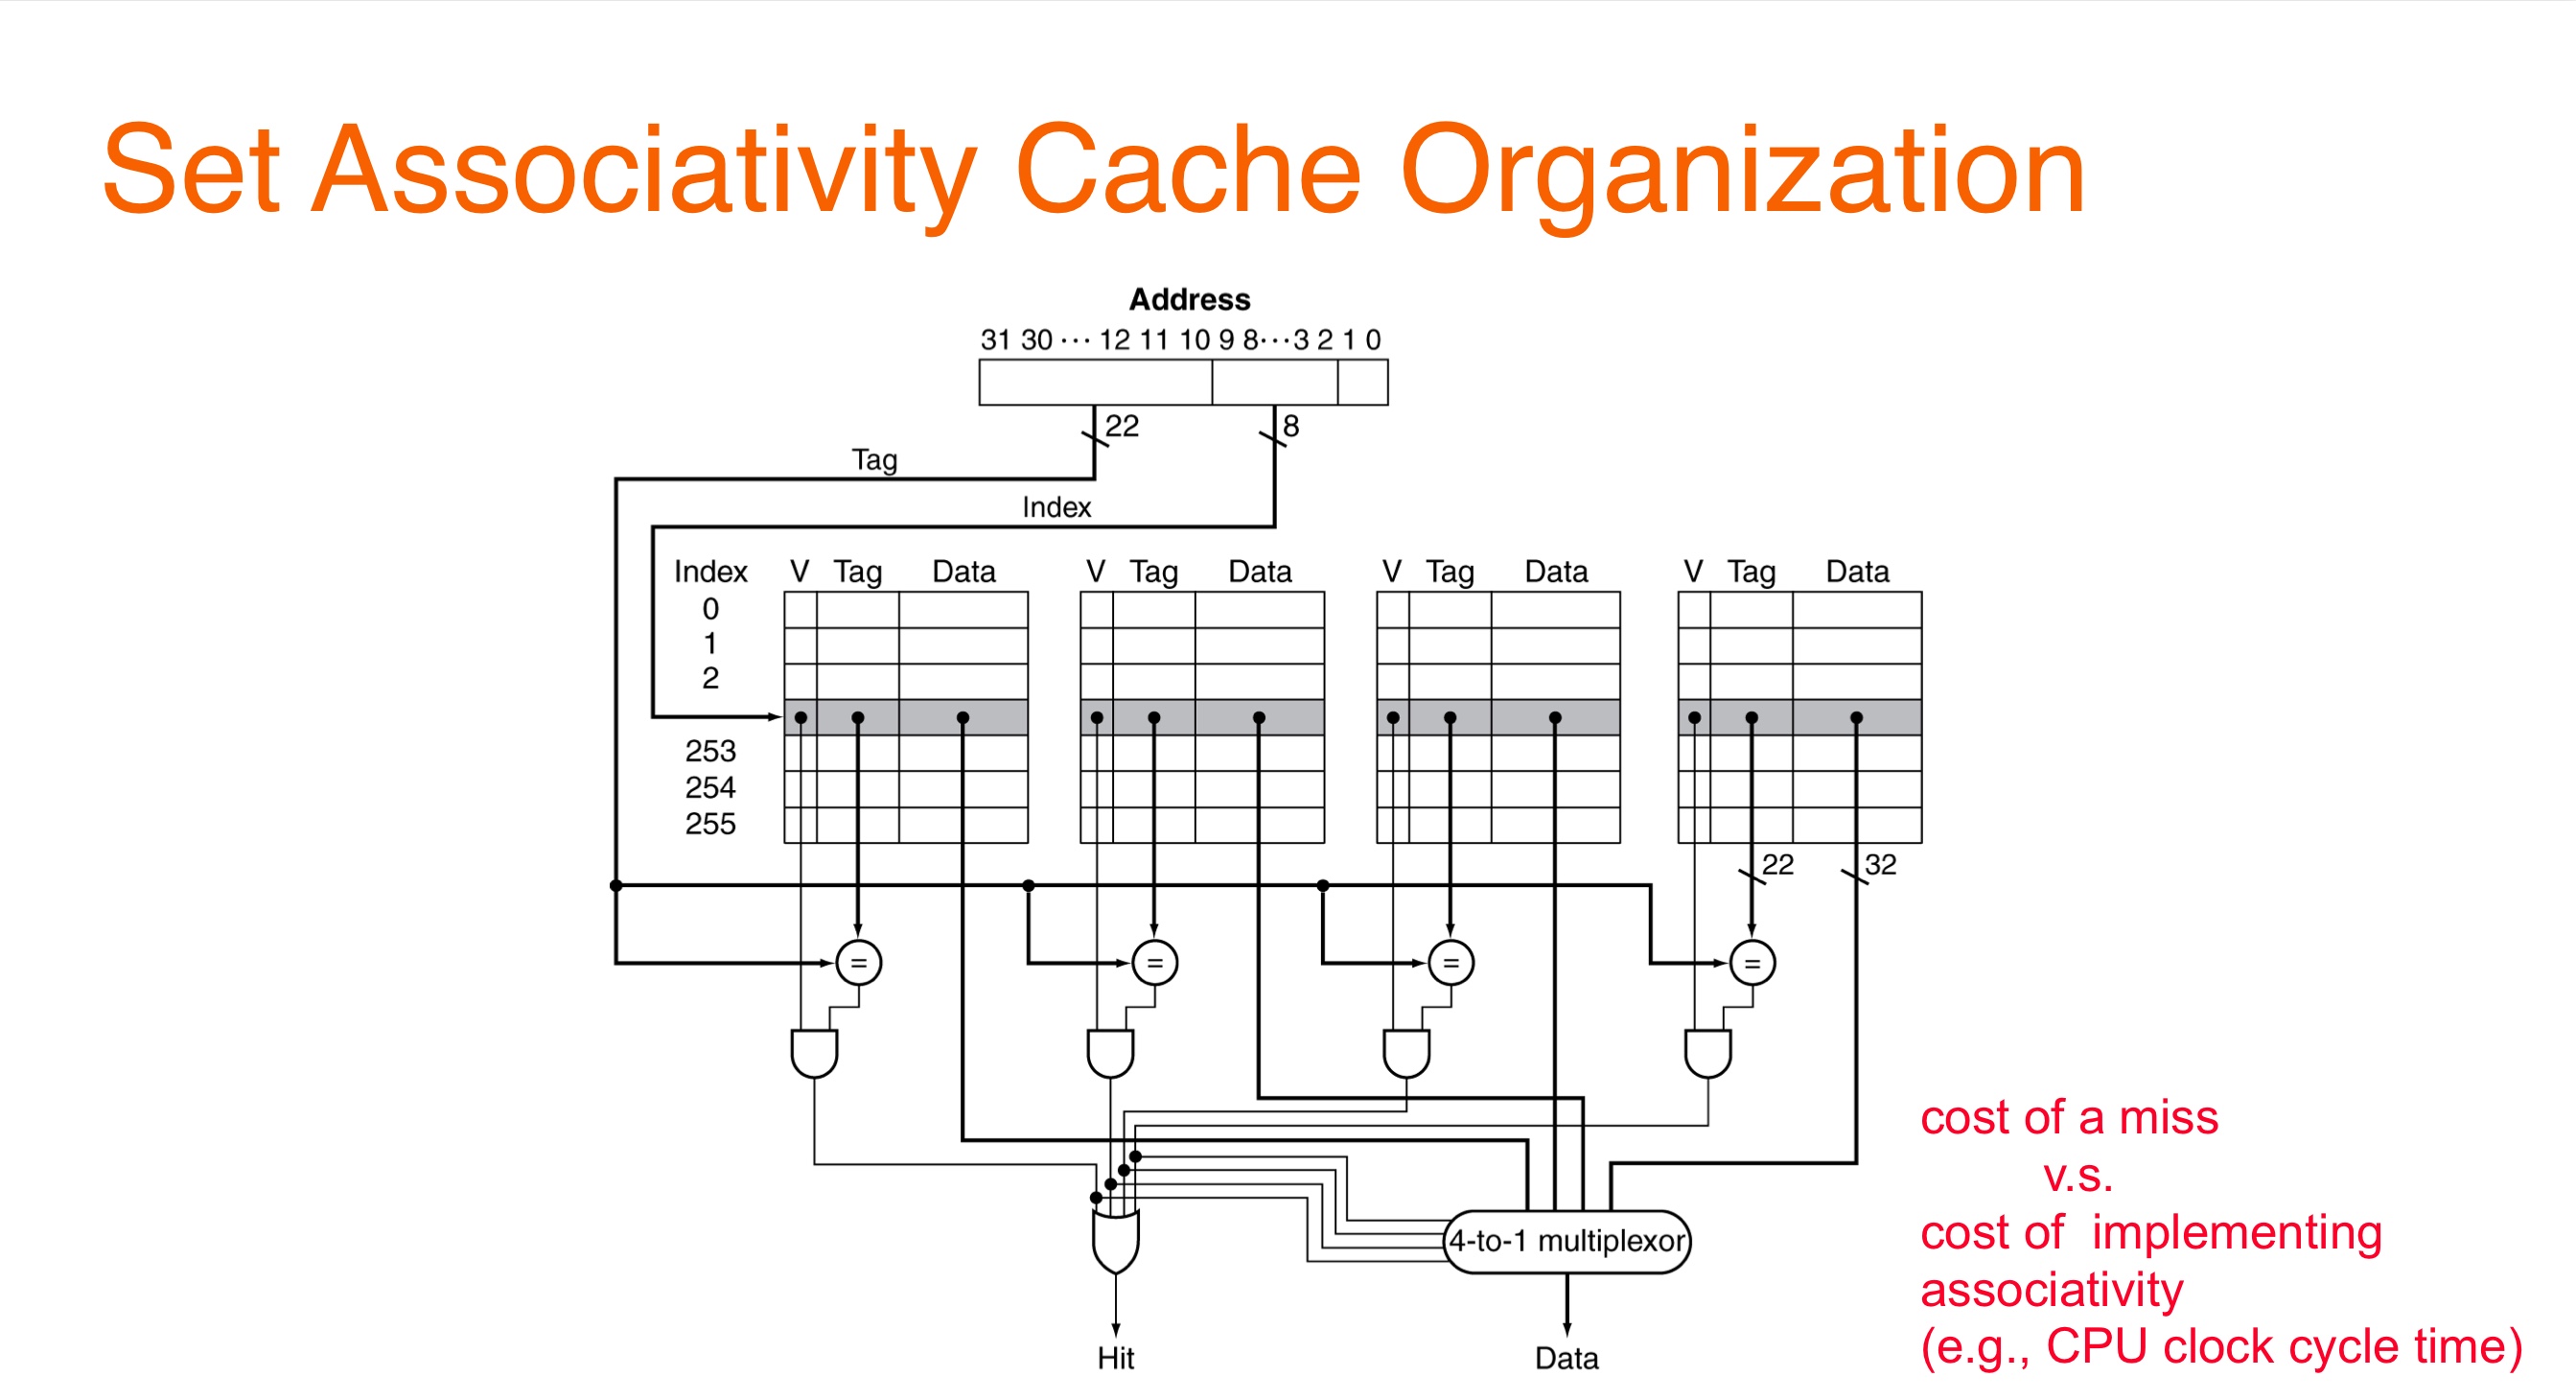 Set Associativity Cache Organization
Address
31 30 ··· 12 11 10 9 8···3 2 1 0
22
8
Tag
Index
Index V Tag Data V Tag Data V Tag Data V Tag Data
0
1
2
253
254
255
22
32
= = = =
cost of a miss
v.s.
cost of implementing
associativity
(e.g., CPU clock cycle time)
4-to-1 multiplexor
Hit
Data